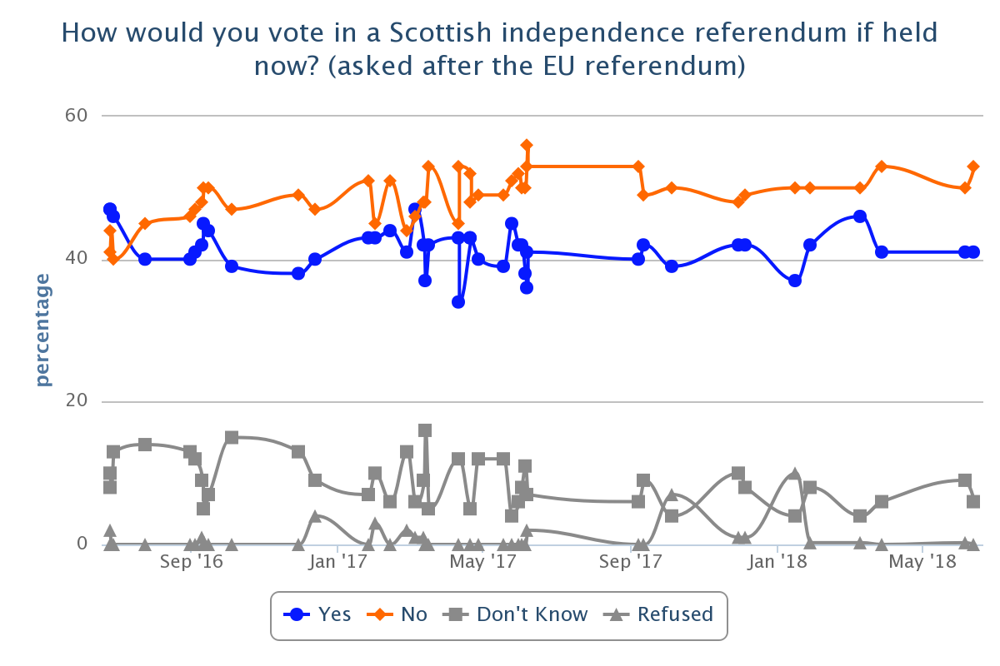 How would you vote in a Scottish independence referendum if held
now? (asked after the EU referendum)
60
40
20
0
percentage
Sep '16 Jan '17 May '17 Sep '17 Jan '18 May '18
Yes No Don't Know Refused